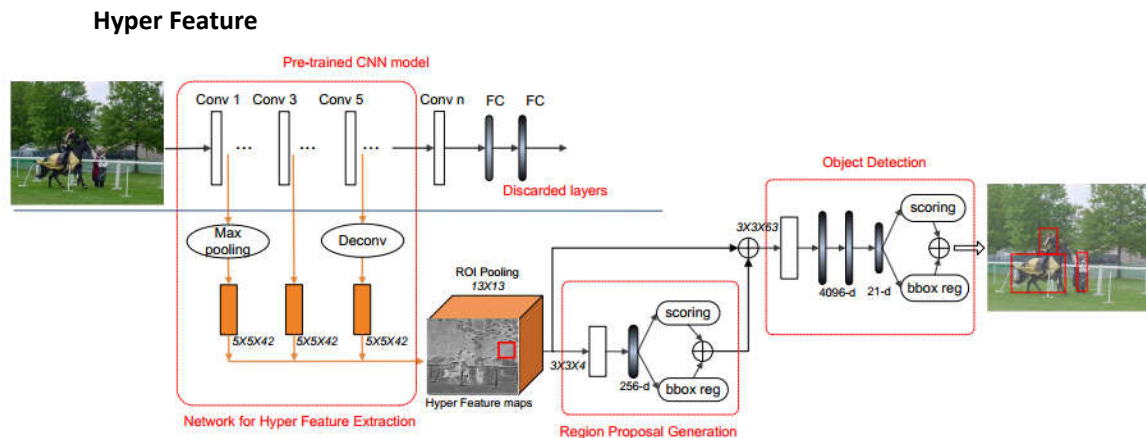 Hyper Feature
Pre-trained CNN model
Conv 1
Conv 3
Conv 5
Conv n
FC
FC
...
...
...
Discarded layers
Max
pooling
Deconv
5X5X42
5X5X42
5X5X42
Network for Hyper Feature Extraction
ROI Pooling
13X13
Hyper Feature maps
3X3X4
256-d
scoring
bbox reg
Region Proposal Generation
Object Detection
3X3X63
4096-d
21-d
scoring
bbox reg